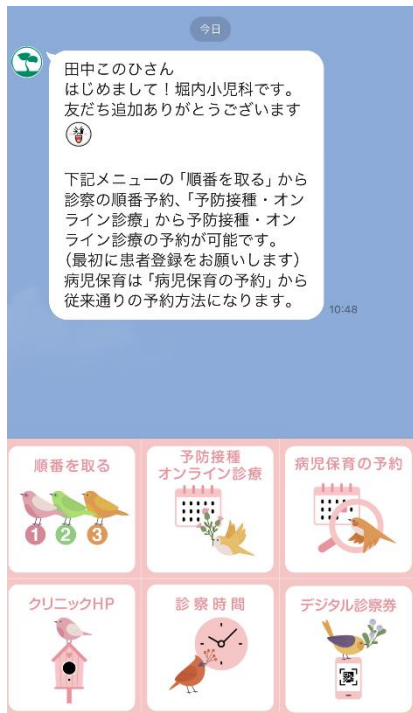 今日
田中このひさん
はじめまして！堀内小児科です。
友だち追加ありがとうございます
下記メニューの「順番を取る」から
診察の順番予約、「予防接種・オン
ライン診療」から予防接種・オン
ライン診療の予約が可能です。
（最初に患者登録をお願いします）
病児保育は「病児保育の予約」から
従来通りの予約方法になります。
10:48
順番を取る
1 2 3
予防接種
オンライン診療
病児保育の予約
クリニックHP
診察時間
デジタル診察券